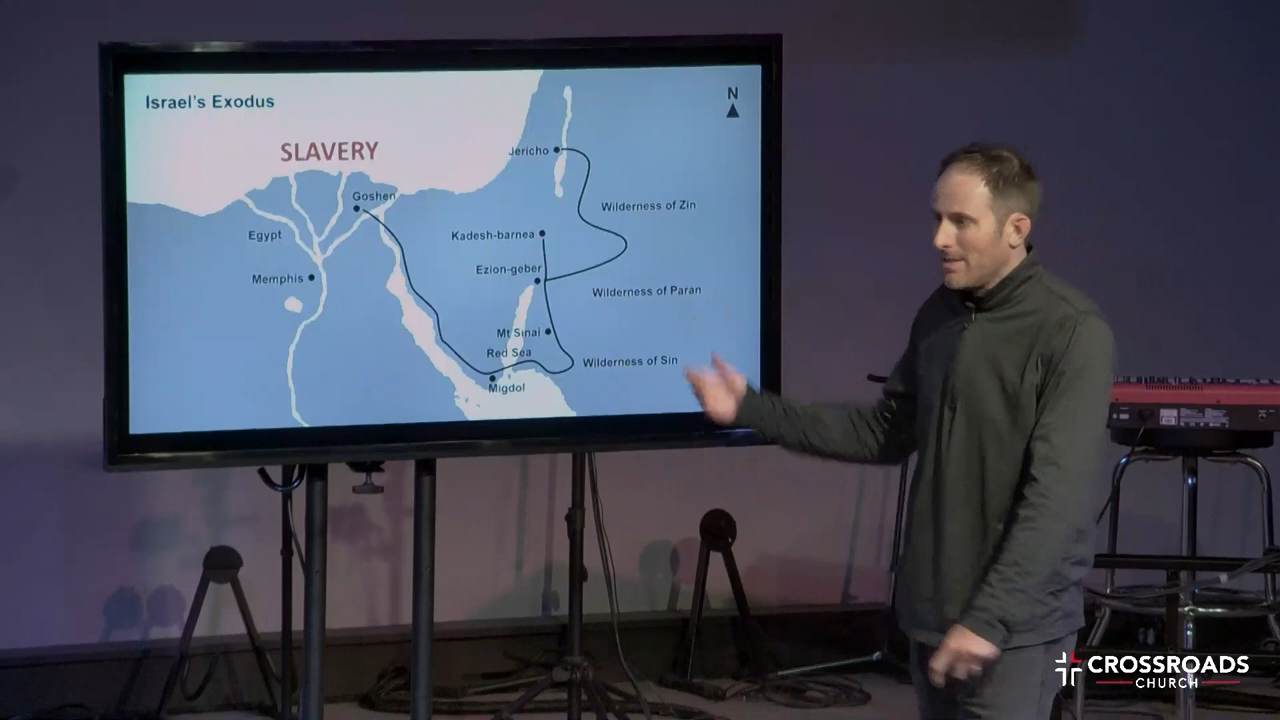 Israel's Exodus
N
SLAVERY
Jericho
Goshen
Wilderness of Zin
Egypt
Kadesh-barnea
Memphis
Ezion-geber
Wilderness of Paran
Mt Sinai
Red Sea
Wilderness of Sin
Migdol
CROSSROADS
CHURCH